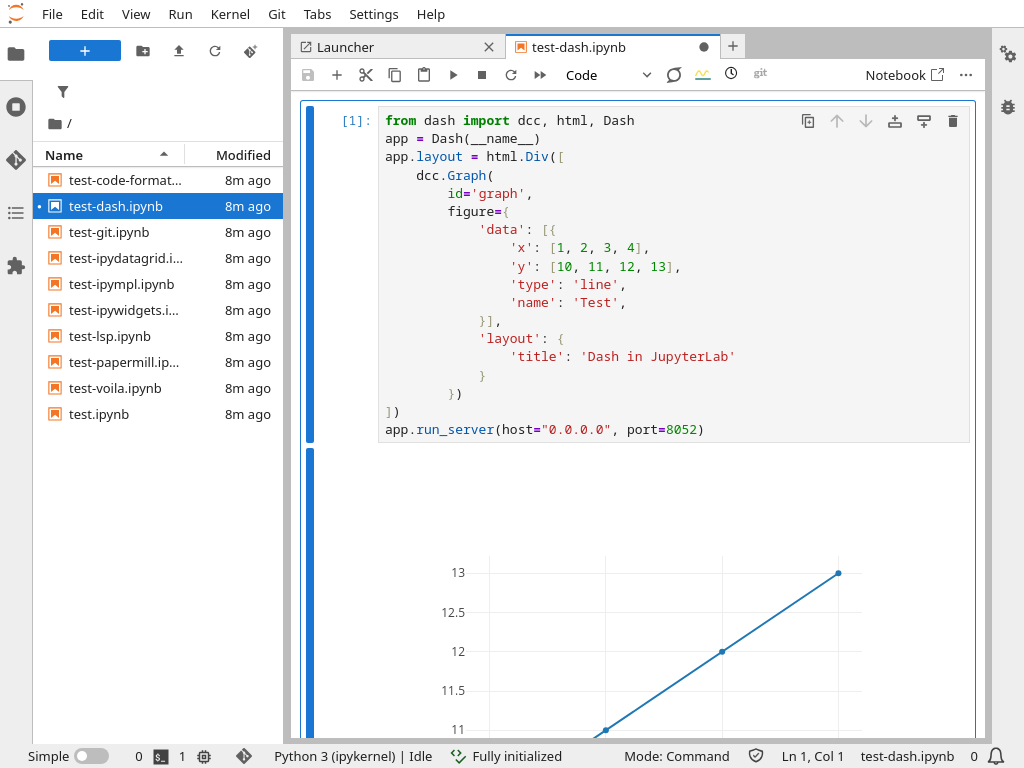 File Edit View Run Kernel Git Tabs Settings Help
Launcher
test-dash.ipynb
Code
git
Notebook
/
Name Modified
test-code-format... 8m ago
test-dash.ipynb 8m ago
test-git.ipynb 8m ago
test-ipydatagrid.i... 8m ago
test-ipympl.ipynb 8m ago
test-ipywidgets.i... 8m ago
test-lsp.ipynb 8m ago
test-papermill.ip... 8m ago
test-voila.ipynb 8m ago
test.ipynb 8m ago
[1]:
from dash import dcc, html, Dash
app = Dash(__name__)
app.layout = html.Div([
    dcc.Graph(
        id='graph',
        figure={
            'data': [{
                'x': [1, 2, 3, 4],
                'y': [10, 11, 12, 13],
                'type': 'line',
                'name': 'Test',
            }],
            'layout': {
                'title': 'Dash in JupyterLab'
            }
        })
])
app.run_server(host="0.0.0.0", port=8052)
13
12.5
12
11.5
11
Simple 0 $_ 1 Python 3 (ipykernel) | Idle Fully initialized Mode: Command Ln 1, Col 1 test-dash.ipynb 0